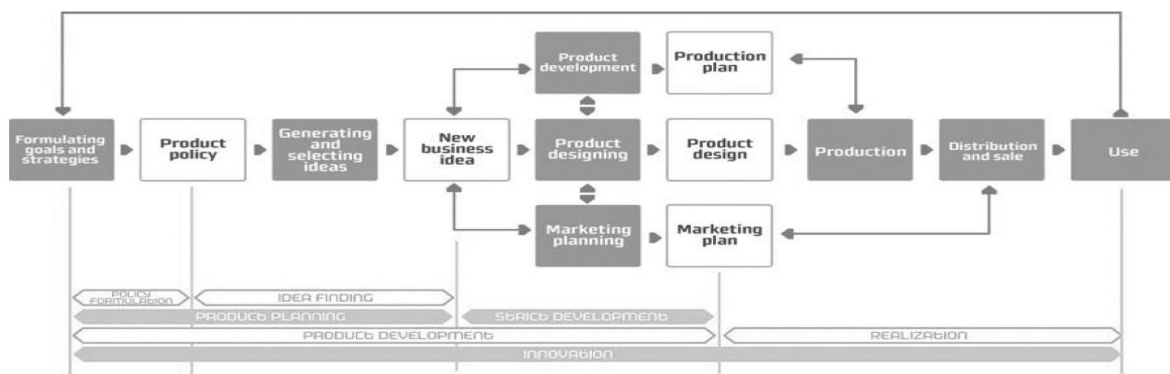 Product
development
Production
plan
Formulating
goals and
strategies
Product
policy
Generating
and
selecting
ideas
New
business
idea
Product
designing
Product
design
Production
Distribution
and sale
Use
Marketing
planning
Marketing
plan
POLICY
FORMULATION
IDEA FINDING
PRODUCT PLANNING
STRICT DEVELOPMENT
PRODUCT DEVELOPMENT
REALIZATION
INNOVATION